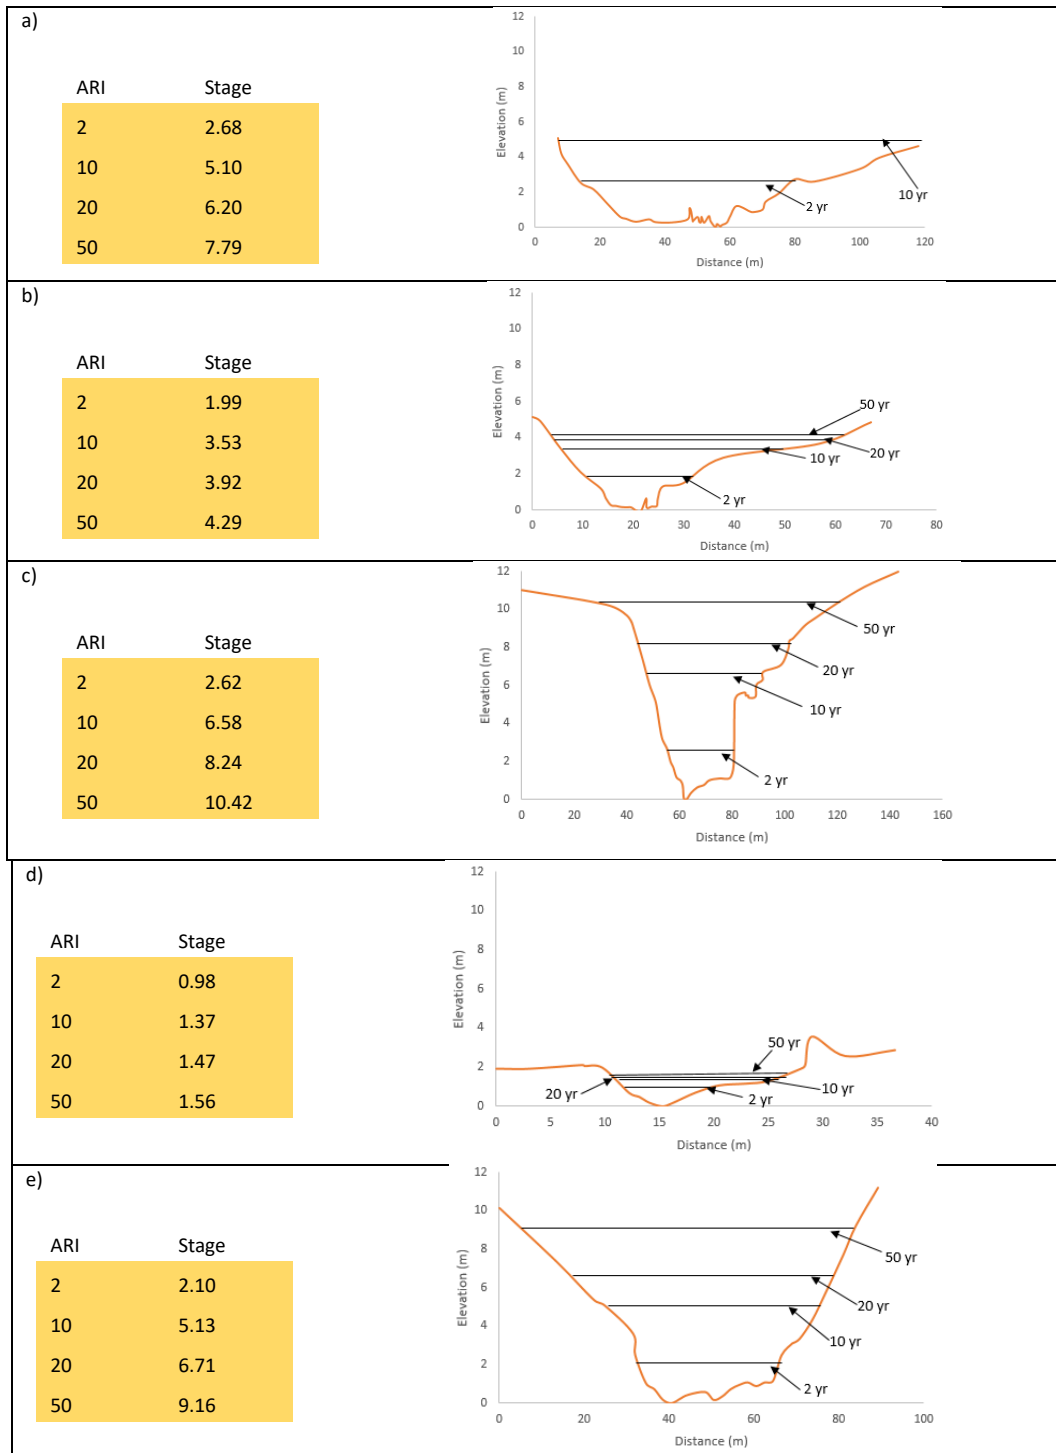 a)
ARI Stage
2 2.68
10 5.10
20 6.20
50 7.79
12
10
8
6
4
2
0
Elevation (m)
2 yr
10 yr
0 20 40 60 80 100 120
Distance (m)
b)
ARI Stage
2 1.99
10 3.53
20 3.92
50 4.29
12
10
8
6
4
2
0
Elevation (m)
50 yr
20 yr
10 yr
2 yr
0 10 20 30 40 50 60 70 80
Distance (m)
c)
ARI Stage
2 2.62
10 6.58
20 8.24
50 10.42
12
10
8
6
4
2
0
Elevation (m)
50 yr
20 yr
10 yr
2 yr
0 20 40 60 80 100 120 140 160
Distance (m)
d)
ARI Stage
2 0.98
10 1.37
20 1.47
50 1.56
12
10
8
6
4
2
0
Elevation (m)
50 yr
20 yr
10 yr
2 yr
0 5 10 15 20 25 30 35 40
Distance (m)
e)
ARI Stage
2 2.10
10 5.13
20 6.71
50 9.16
12
10
8
6
4
2
0
Elevation (m)
50 yr
20 yr
10 yr
2 yr
0 20 40 60 80 100
Distance (m)